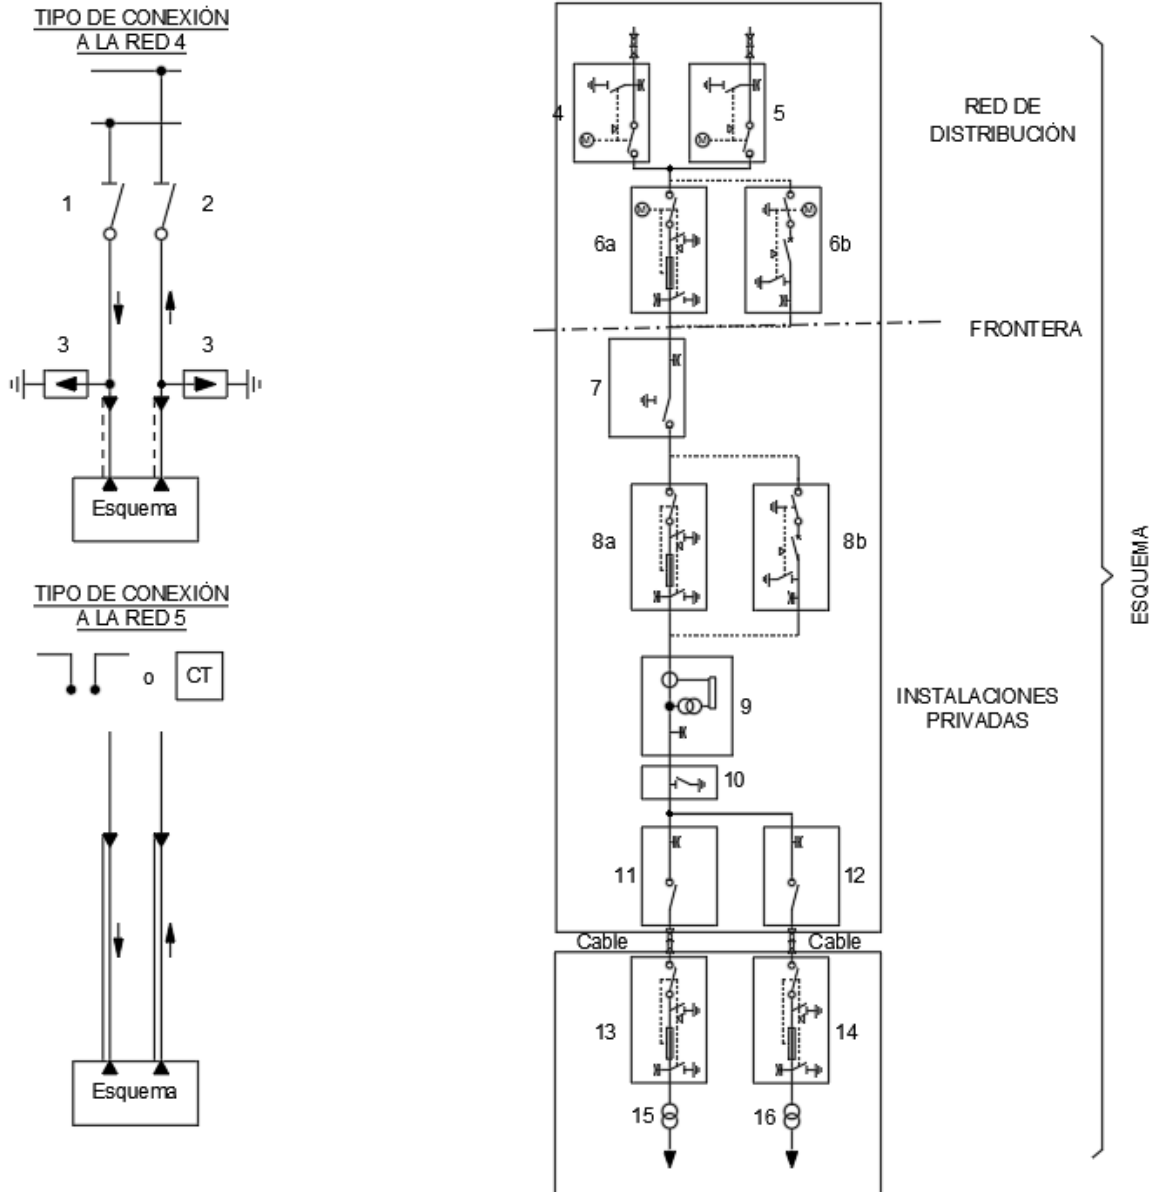 TIPO DE CONEXIÓN
A LA RED 4
1
2
3
3
Esquema
TIPO DE CONEXIÓN
A LA RED 5
o
CT
Esquema
4
M
M
5
RED DE
DISTRIBUCIÓN
6a
M
M
6b
FRONTERA
7
8a
8b
ESQUEMA
9
INSTALACIONES
PRIVADAS
10
11
12
Cable
Cable
13
14
15
16